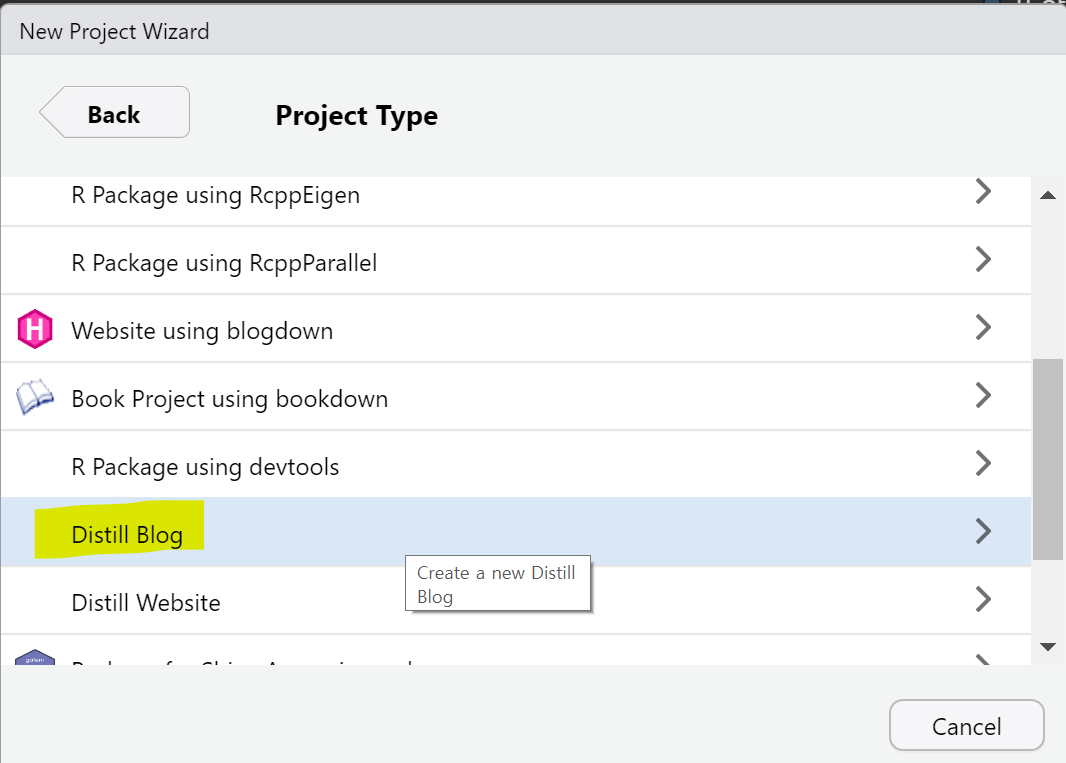 New Project Wizard
Back
Project Type
R Package using RcppEigen
R Package using RcppParallel
H
Website using blogdown
Book Project using bookdown
R Package using devtools
Distill Blog
Create a new Distill
Blog
Distill Website
golem
Cancel